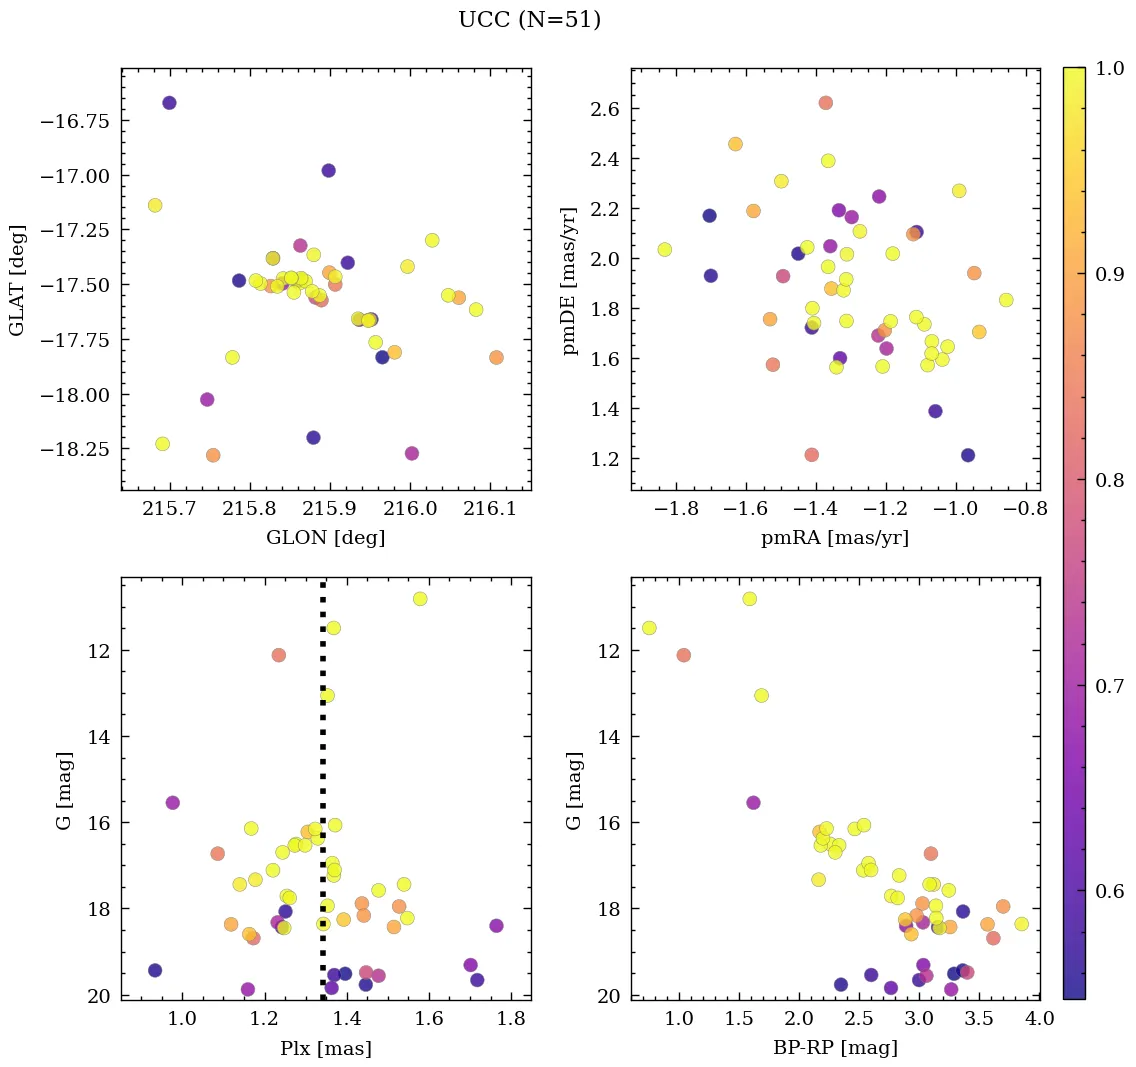 UCC (N=51)
−16.75
−17.00
−17.25
−17.50
−17.75
−18.00
−18.25
GLAT [deg]
215.7 215.8 215.9 216.0 216.1
GLON [deg]
2.6
2.4
2.2
2.0
1.8
1.6
1.4
1.2
pmDE [mas/yr]
−1.8 −1.6 −1.4 −1.2 −1.0 −0.8
pmRA [mas/yr]
1.0
0.9
0.8
0.7
0.6
12
14
16
18
20
G [mag]
1.0 1.2 1.4 1.6 1.8
Plx [mas]
12
14
16
18
20
G [mag]
1.0 1.5 2.0 2.5 3.0 3.5 4.0
BP-RP [mag]